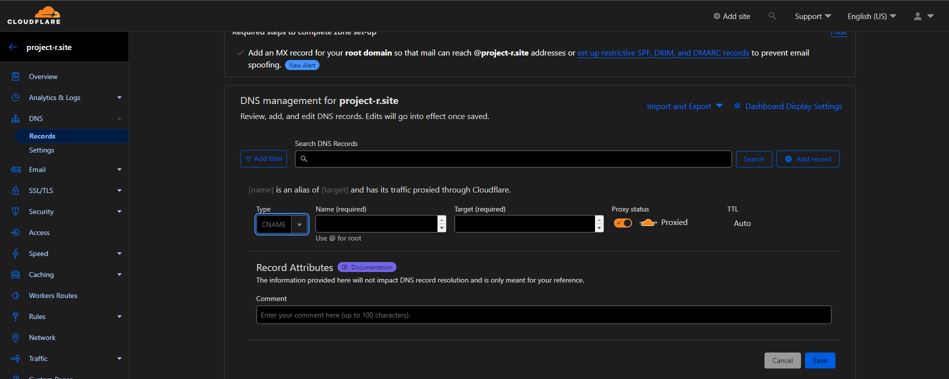 CLOUDFLARE
Add site
Support
English (US)
project-r.site
Overview
Analytics & Logs
DNS
Records
Settings
Email
SSL/TLS
Security
Access
Speed
Caching
Workers Routes
Rules
Network
Traffic
Custom Pages
Required steps to complete zone set-up
Hide
Add an MX record for your root domain so that mail can reach @project-r.site addresses or set up restrictive SPF, DKIM, and DMARC records to prevent email
spoofing. New Alert
DNS management for project-r.site
Review, add, and edit DNS records. Edits will go into effect once saved.
Import and Export
Dashboard Display Settings
Search DNS Records
Add filter
Search
Add record
[name] is an alias of [target] and has its traffic proxied through Cloudflare.
Type
Name (required)
Target (required)
Proxy status
TTL
CNAME
Proxied
Auto
Use @ for root
Record Attributes
Documentation
The information provided here will not impact DNS record resolution and is only meant for your reference.
Comment
Enter your comment here (up to 100 characters).
Cancel
Save